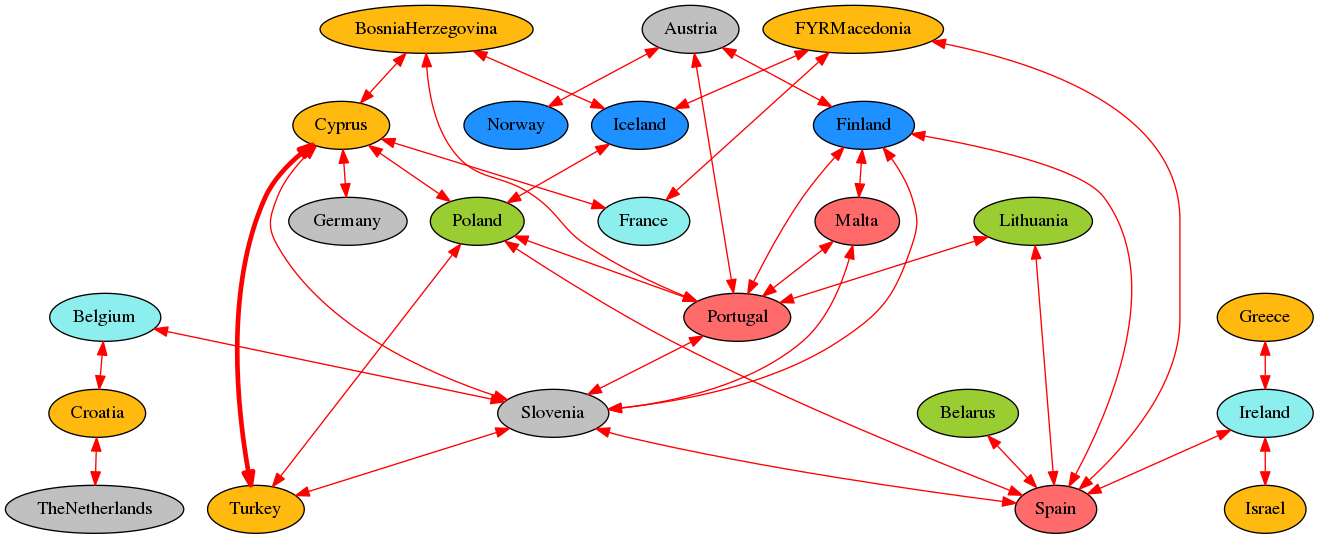 BosniaHerzegovina
Austria
FYRMacedonia
Cyprus
Norway
Iceland
Finland
Germany
Poland
France
Malta
Lithuania
Belgium
Portugal
Greece
Croatia
Slovenia
Belarus
Ireland
TheNetherlands
Turkey
Spain
Israel